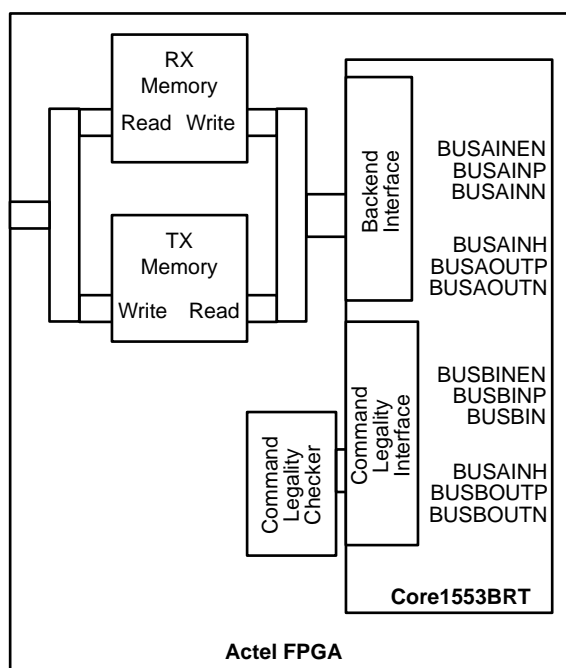 RX
Memory
Read Write
TX
Memory
Write Read
Backend
Interface
BUSAINEN
BUSAINP
BUSAINN
BUSAINH
BUSAOUTP
BUSAOUTN
Command
Legality
Interface
Command
Legality
Checker
BUSBINEN
BUSBINP
BUSBIN
BUSAINH
BUSBOUTP
BUSBOUTN
Core1553BRT
Actel FPGA